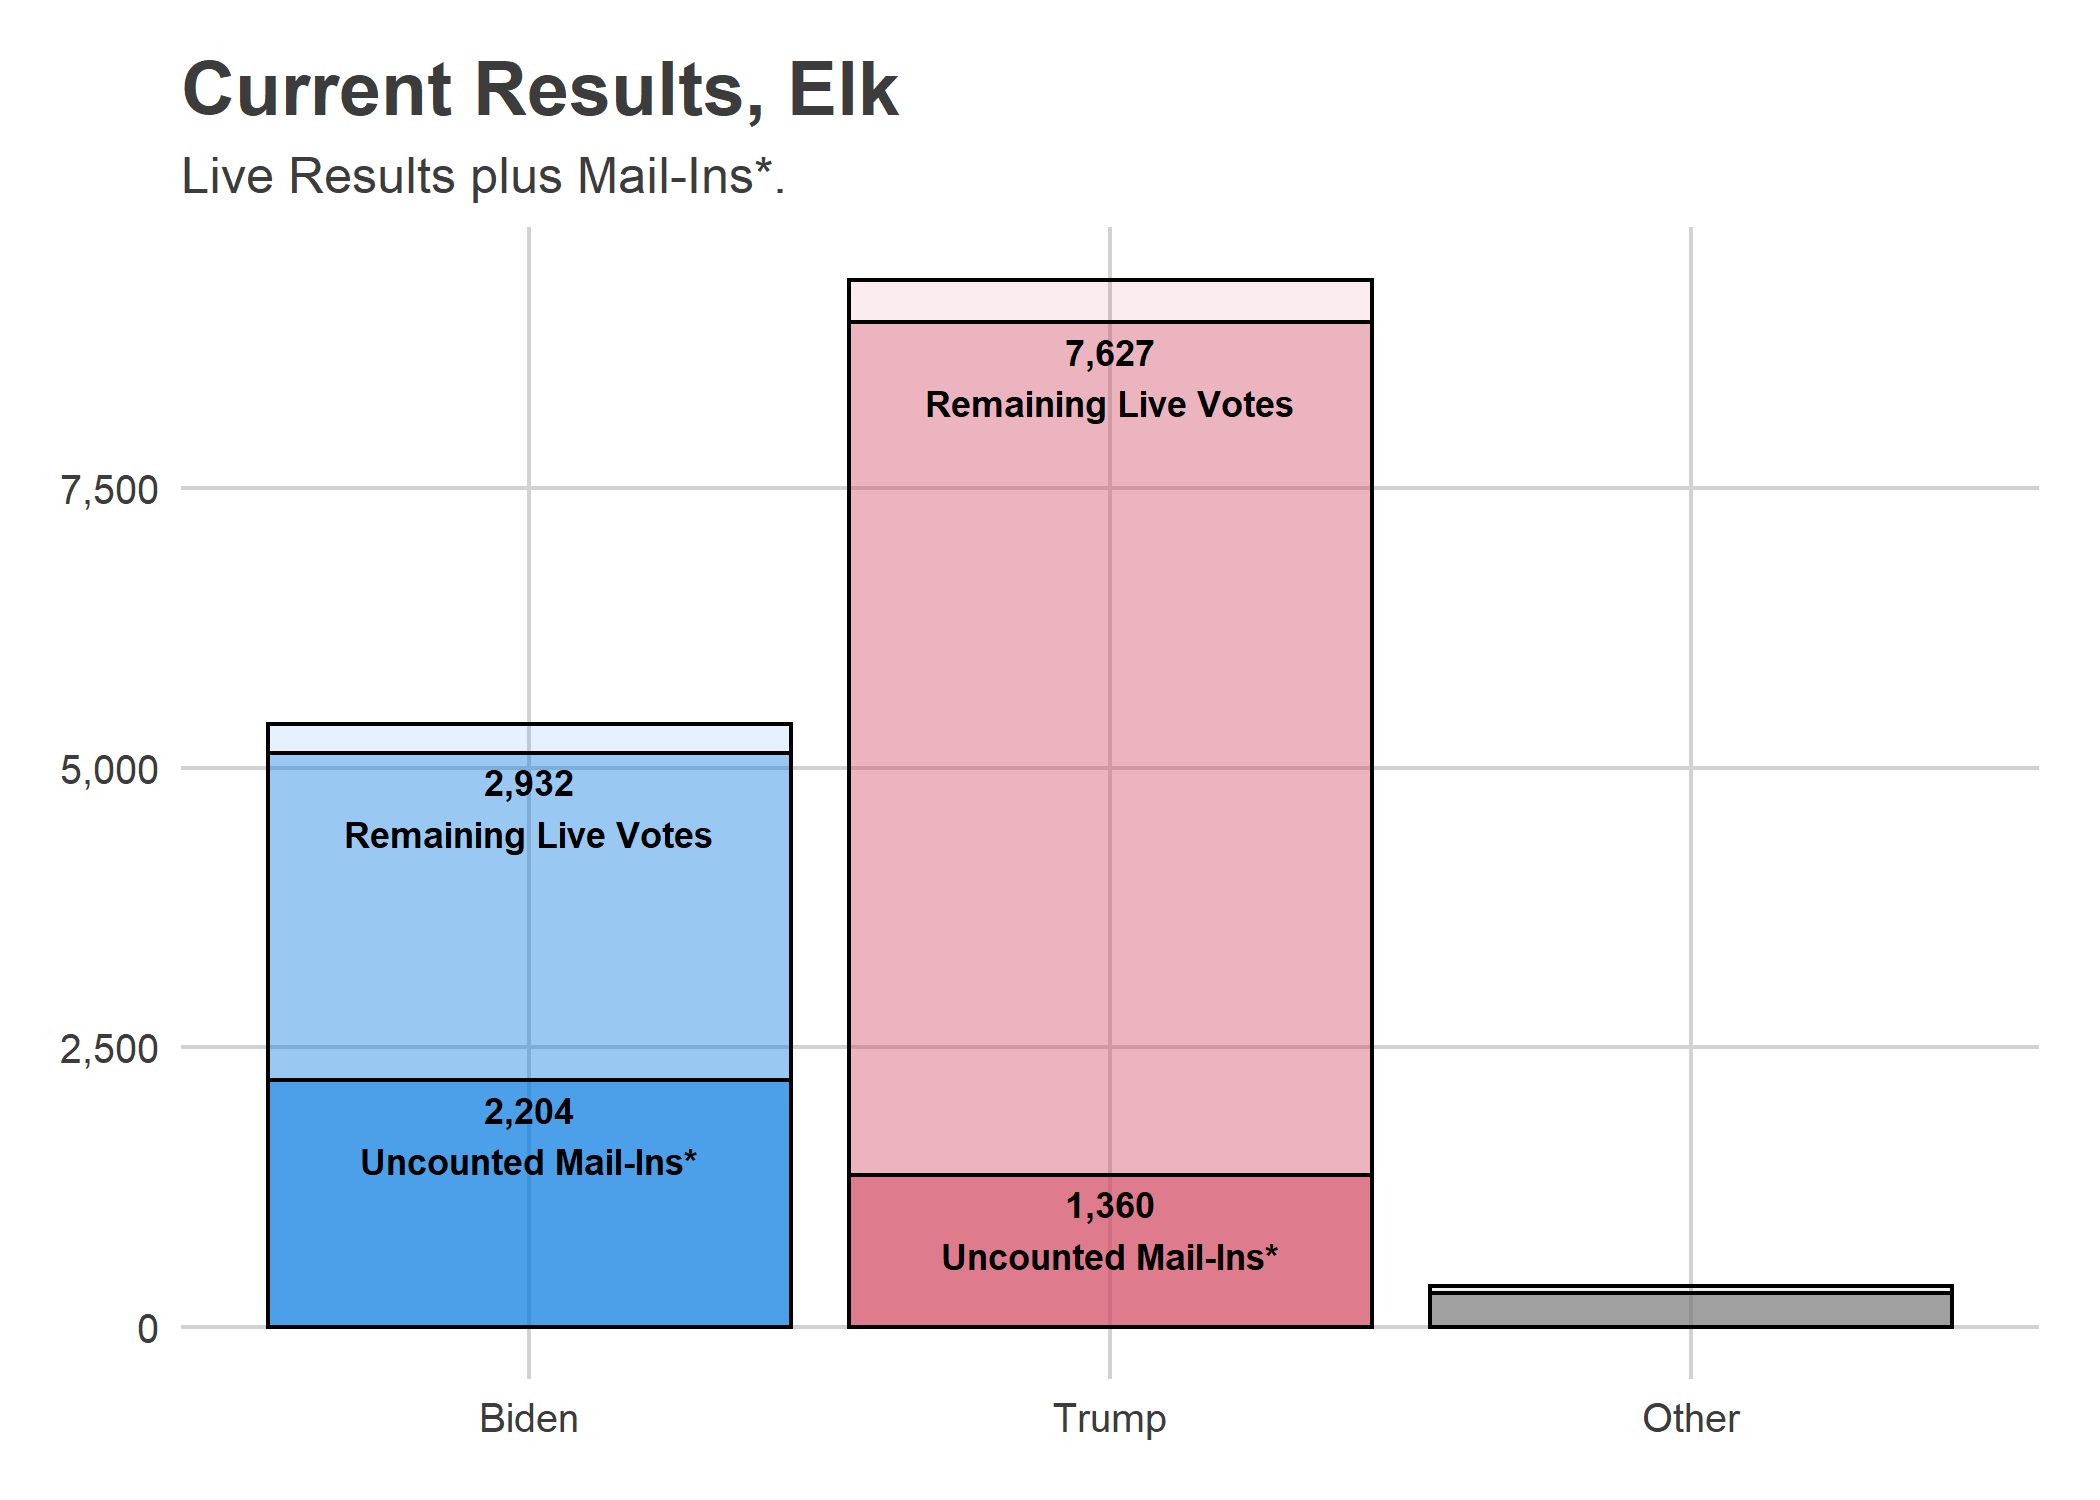 Current Results, Elk
Live Results plus Mail-Ins*.
7,627
Remaining Live Votes
7,500
5,000
2,932
Remaining Live Votes
2,500
2,204
Uncounted Mail-Ins*
1,360
Uncounted Mail-Ins*
0
Biden
Trump
Other